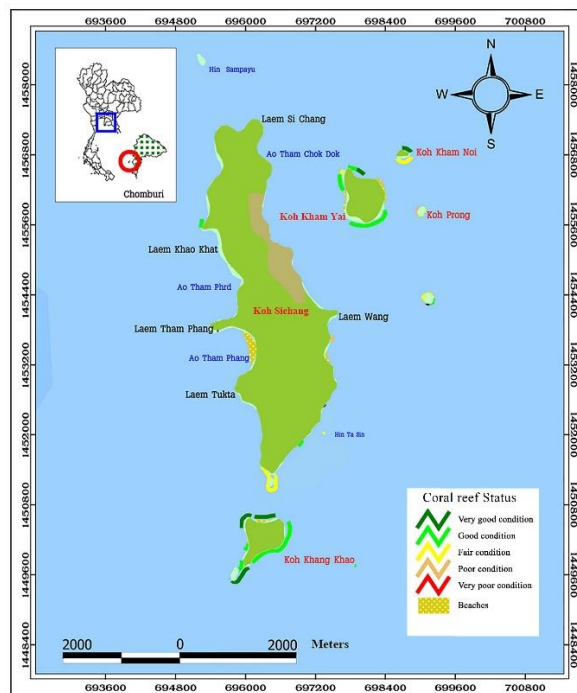 693600 694800 696000 697200 698400 699600 700800
1458000
1456800
1455600
1454400
1453200
1452000
1450800
1449600
1448400
Chomburi
Hin Sampayu
N
W E
S
Laem Si Chang
Ao Tham Chok Dok
Koh Kham Noi
Koh Kham Yai
Koh Prong
Laem Khao Khat
Ao Tham Phrd
Koh Sichang
Laem Wang
Laem Tham Phang
Ao Tham Phang
Laem Tukta
Hin Ta Sin
Koh Khang Khao
Coral reef Status
Very good condition
Good condition
Fair condition
Poor condition
Very poor condition
Beaches
2000 0 2000 Meters
1458000
1456800
1455600
1454400
1453200
1452000
1450800
1449600
1448400
693600 694800 696000 697200 698400 699600 700800